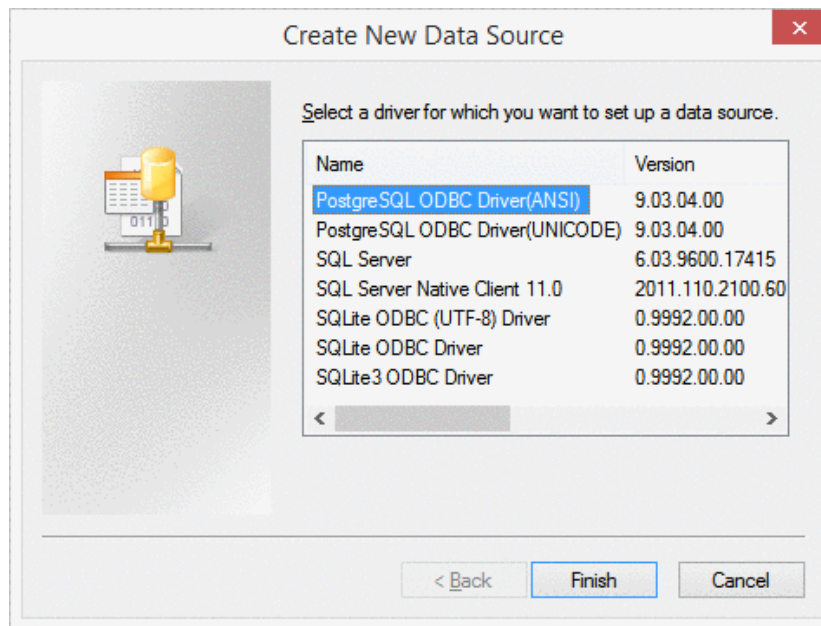 Create New Data Source
Select a driver for which you want to set up a data source.
Name Version
PostgreSQL ODBC Driver(ANSI) 9.03.04.00
PostgreSQL ODBC Driver(UNICODE) 9.03.04.00
SQL Server 6.03.9600.17415
SQL Server Native Client 11.0 2011.110.2100.60
SQLite ODBC (UTF-8) Driver 0.9992.00.00
SQLite ODBC Driver 0.9992.00.00
SQLite3 ODBC Driver 0.9992.00.00
< Back Finish Cancel